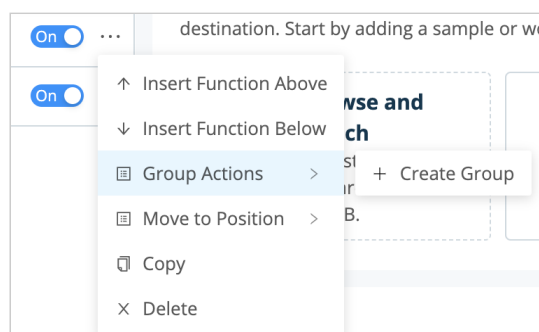 On
destination. Start by adding a sample or
On
Insert Function Above
wse and
Insert Function Below
ch
Group Actions
Create Group
Move to Position
B.
Copy
Delete